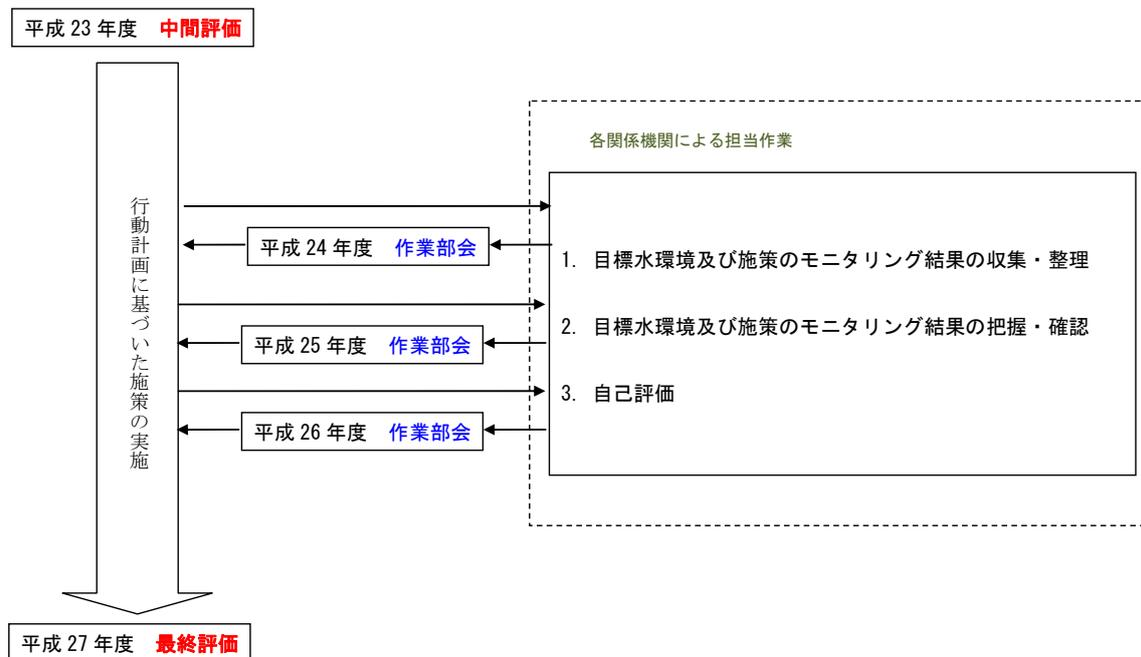 平成 23 年度　中間評価
各関係機関による担当作業
行動計画に基づいた施策の実施
平成 24 年度　作業部会
1. 目標水環境及び施策のモニタリング結果の収集・整理
2. 目標水環境及び施策のモニタリング結果の把握・確認
平成 25 年度　作業部会
3. 自己評価
平成 26 年度　作業部会
平成 27 年度　最終評価